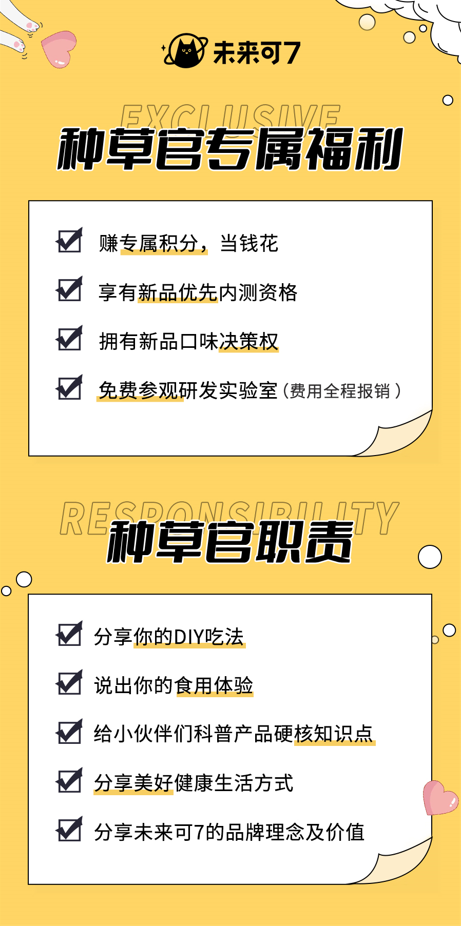 未来可7
EXCLUSIVE
种草官专属福利
赚专属积分，当钱花
享有新品优先内测资格
拥有新品口味决策权
免费参观研发实验室（费用全程报销）
RESPONSIBILITY
种草官职责
分享你的DIY吃法
说出你的食用体验
给小伙伴们科普产品硬核知识点
分享美好健康生活方式
分享未来可7的品牌理念及价值